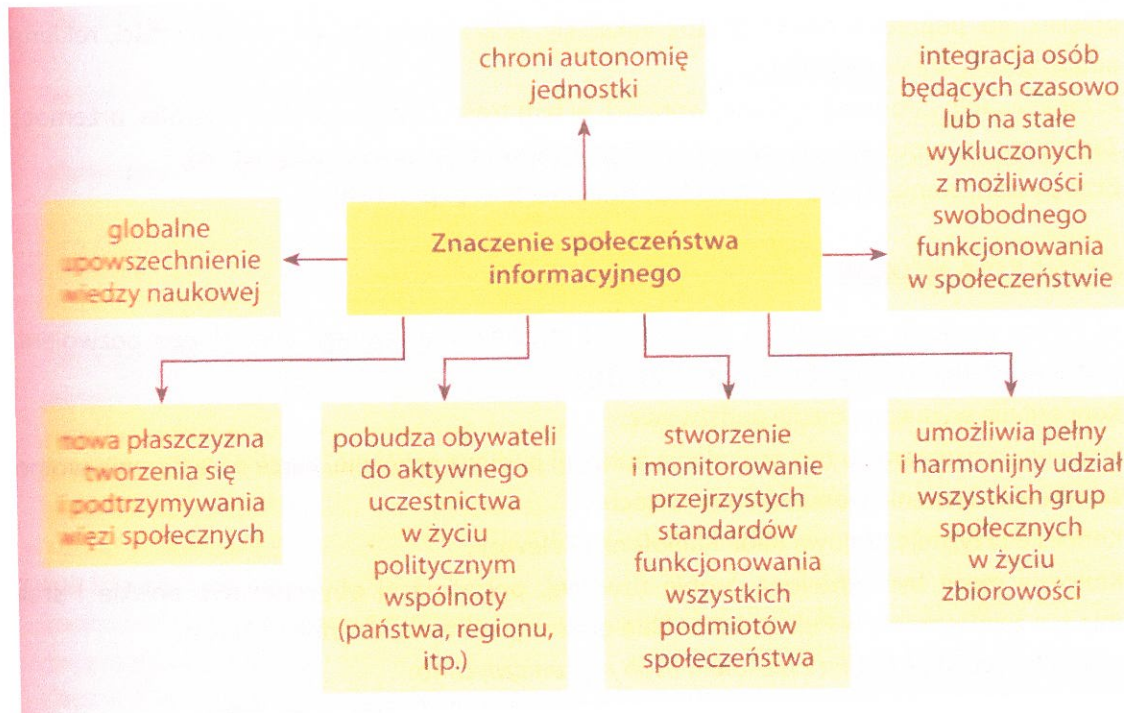 chroni autonomię
jednostki
integracja osób
będących czasowo
lub na stałe
wykluczonych
z możliwości
swobodnego
funkcjonowania
w społeczeństwie
globalne
upowszechnienie
wiedzy naukowej
Znaczenie społeczeństwa
informacyjnego
nowa płaszczyzna
tworzenia się
i podtrzymywania
więzi społecznych
pobudza obywateli
do aktywnego
uczestnictwa
w życiu
politycznym
wspólnoty
(państwa, regionu,
itp.)
stworzenie
i monitorowanie
przejrzystych
standardów
funkcjonowania
wszystkich
podmiotów
społeczeństwa
umożliwia pełny
i harmonijny udział
wszystkich grup
społecznych
w życiu
zbiorowości